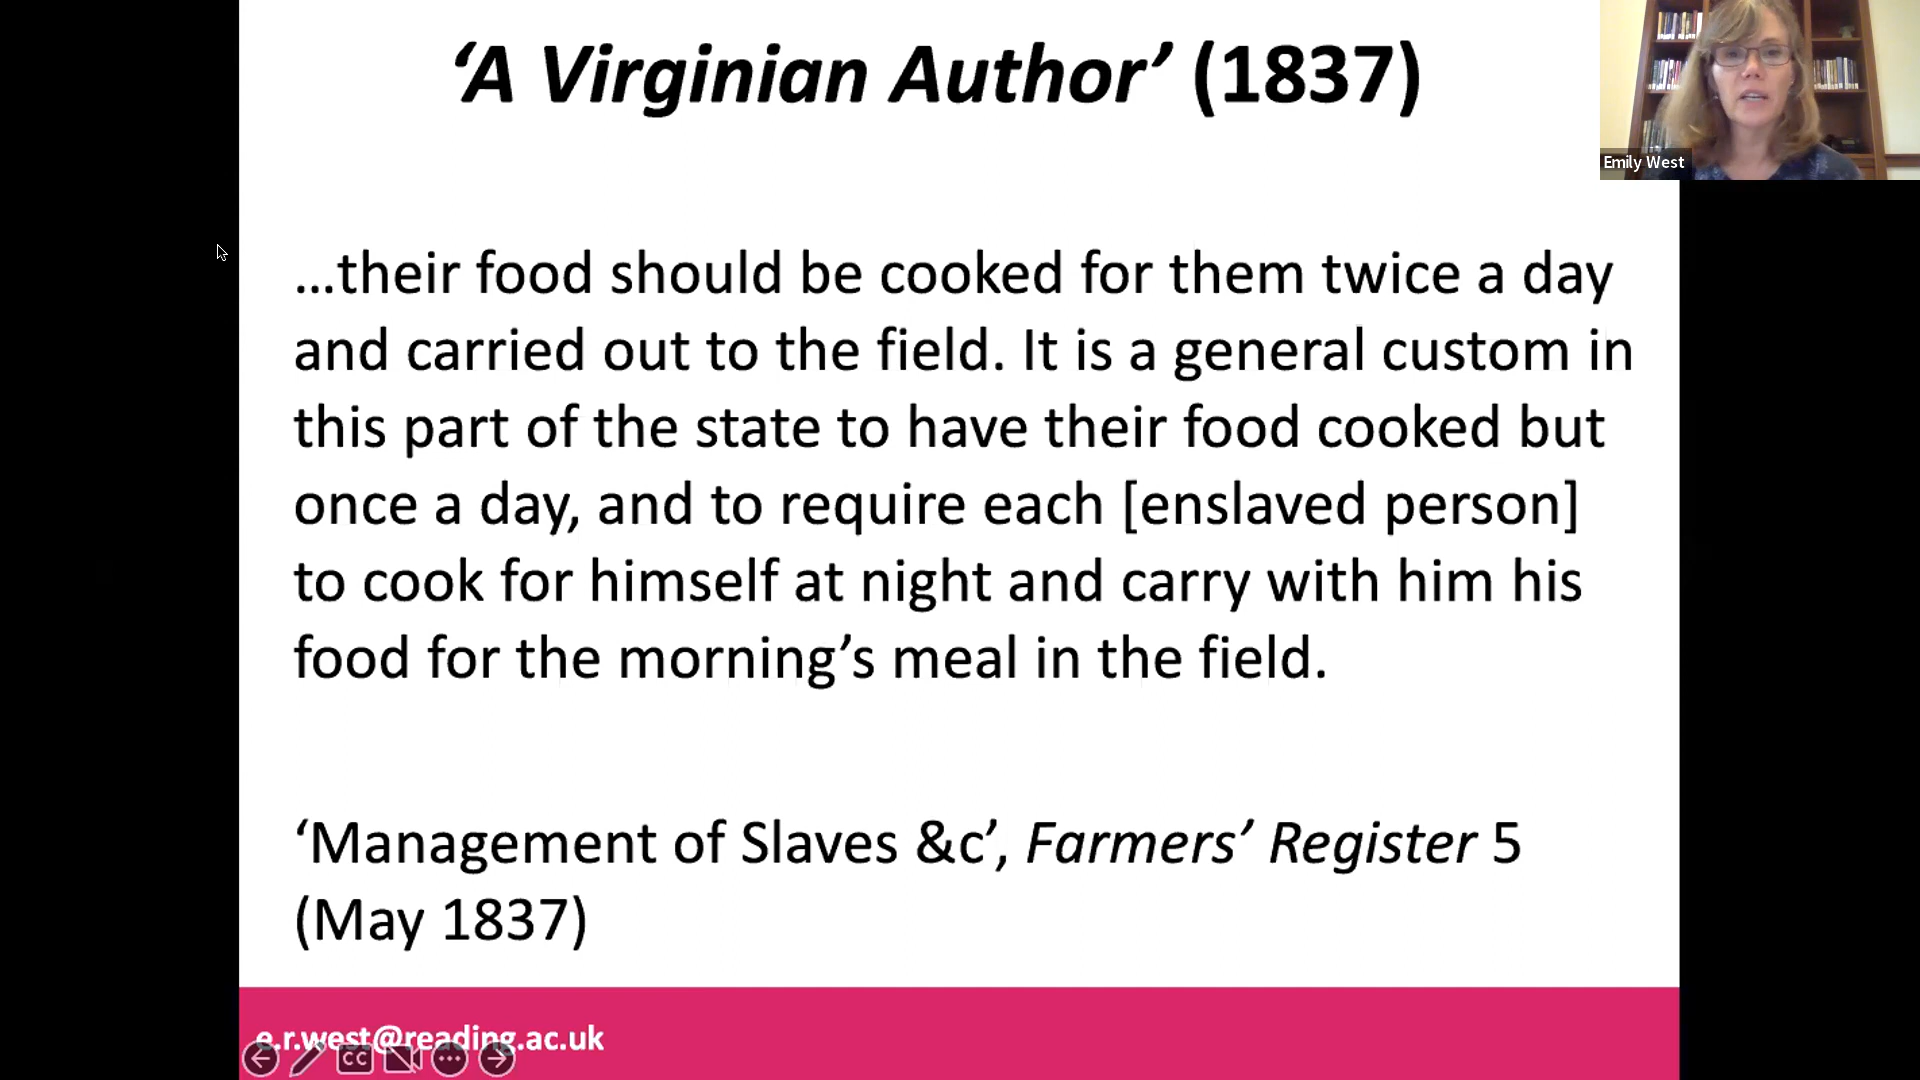 ‘A Virginian Author’ (1837)
Emily West
...their food should be cooked for them twice a day
and carried out to the field. It is a general custom in
this part of the state to have their food cooked but
once a day, and to require each [enslaved person]
to cook for himself at night and carry with him his
food for the morning’s meal in the field.
‘Management of Slaves &c’, Farmers’ Register 5
(May 1837)
e.r.west@reading.ac.uk
CC